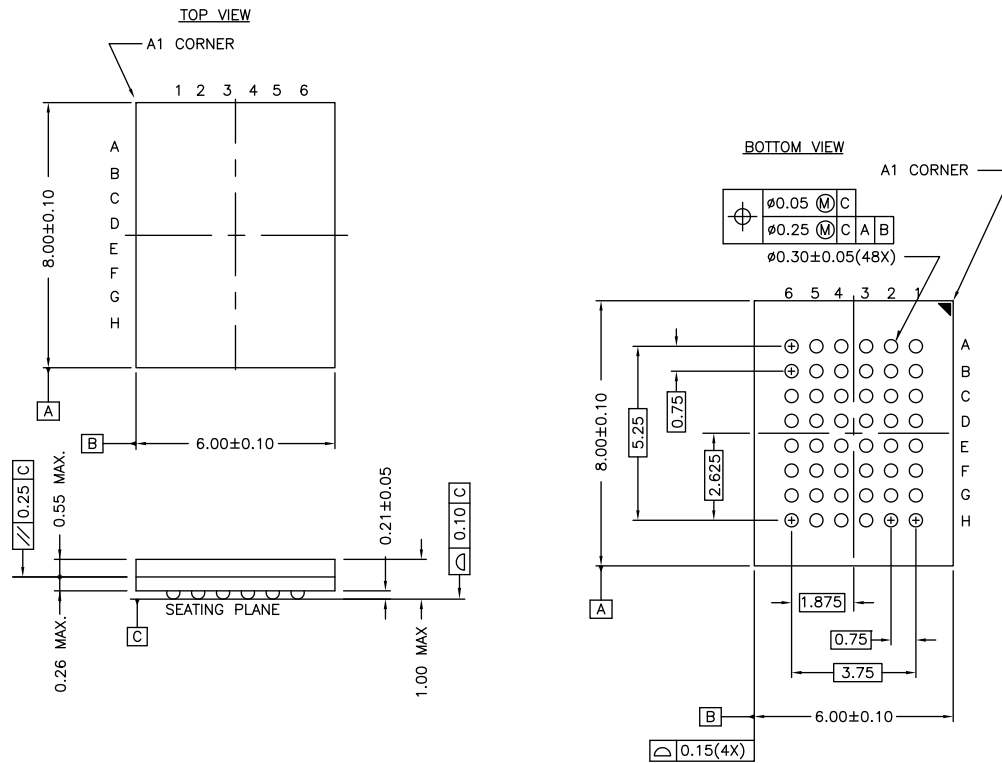 TOP VIEW
A1 CORNER
1 2 3 4 5 6
A
B
C
D
E
F
G
H
8.00±0.10
A
B
6.00±0.10
// 0.25 C
0.55 MAX.
0.21±0.05
⌓ 0.10 C
SEATING PLANE
C
0.26 MAX.
1.00 MAX
BOTTOM VIEW
A1 CORNER
⌖ ø0.05 Ⓜ C
ø0.25 Ⓜ C A B
ø0.30±0.05(48X)
6 5 4 3 2 1
A
B
C
D
E
F
G
H
8.00±0.10
5.25
0.75
2.625
A
1.875
0.75
3.75
B
6.00±0.10
⌓ 0.15(4X)